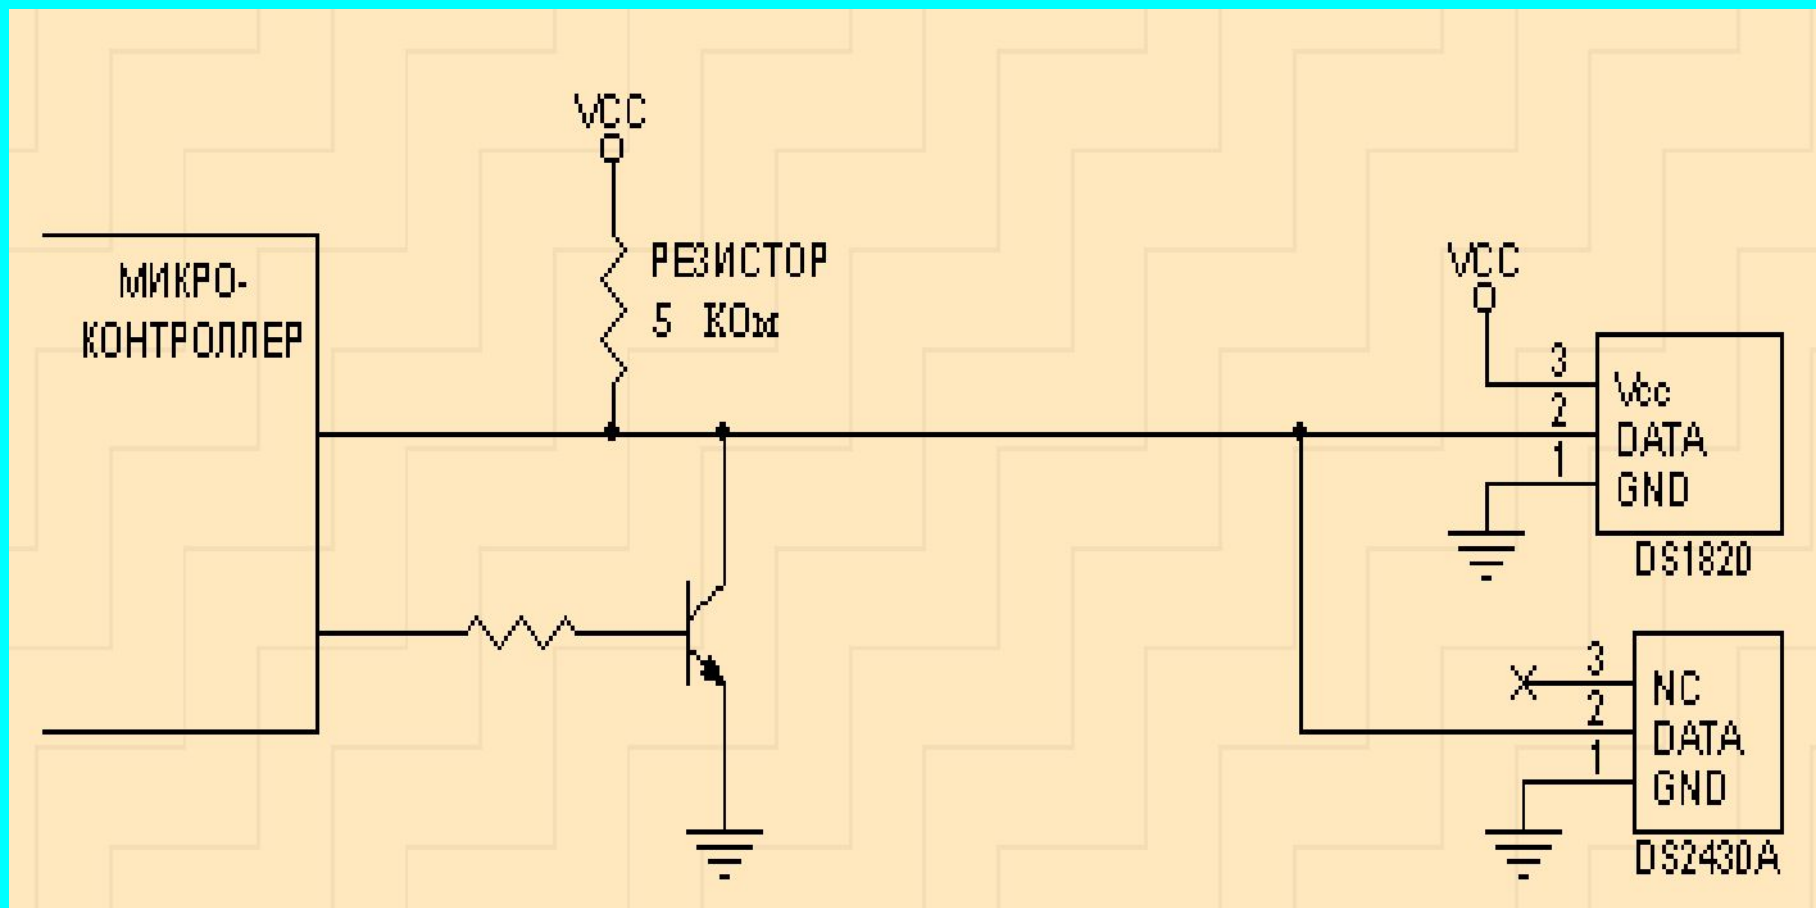 VCC
МИКРО-
КОНТРОЛЛЕР
РЕЗИСТОР
5 КОм
VCC
3
Vcc
2
DATA
1
GND
DS1820
3
NC
2
DATA
1
GND
DS2430A